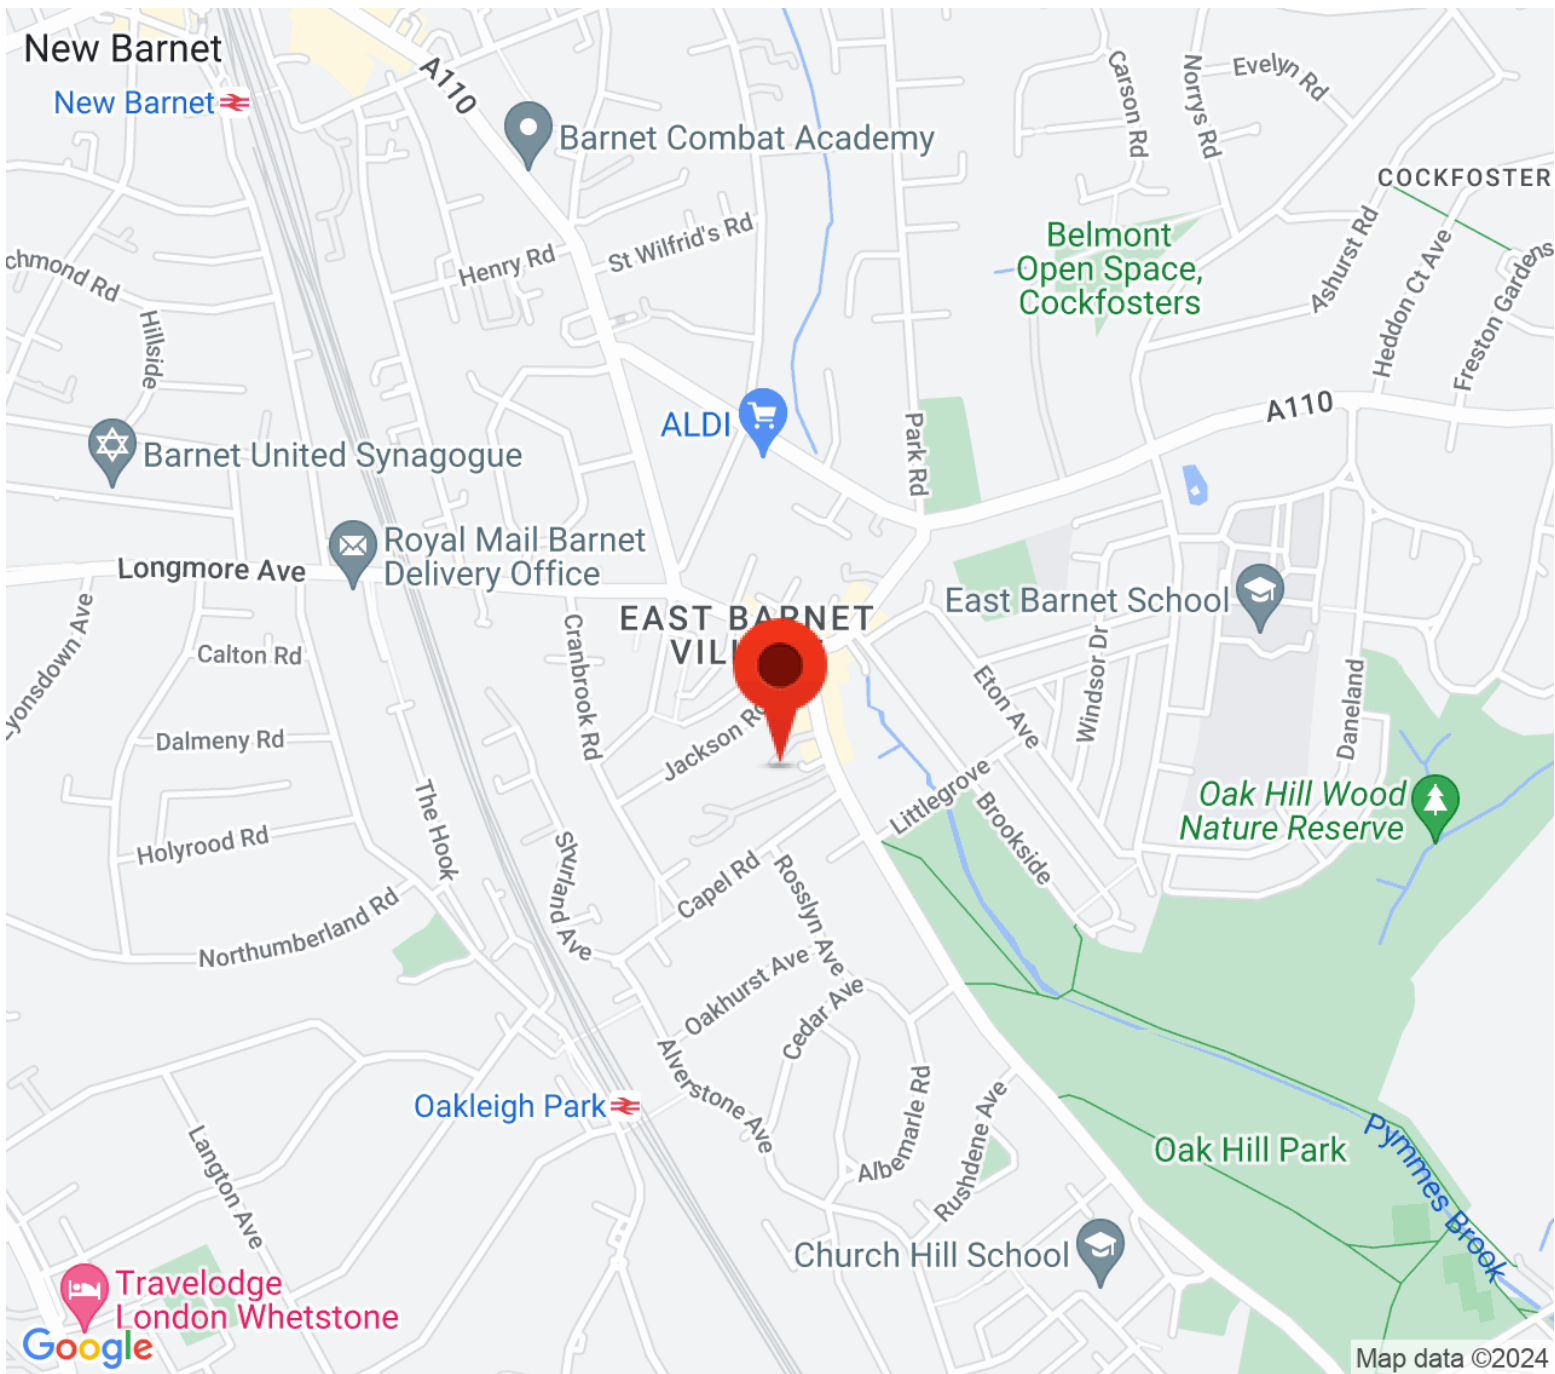 New Barnet
New Barnet
A110
Barnet Combat Academy
Carson Rd
Norrys Rd
Evelyn Rd
COCKFOSTER
St Wilfrid's Rd
Henry Rd
Belmont
Open Space,
Cockfosters
Ashurst Rd
Heddon Ct Ave
Freston Gardens
chmond Rd
Hillside
A110
ALDI
Park Rd
Barnet United Synagogue
Royal Mail Barnet
Delivery Office
Longmore Ave
EAST BARNET
East Barnet School
Lyonsdown Ave
Calton Rd
Cranbrook Rd
Eton Ave
Windsor Dr
Daneland
Dalmeny Rd
Jackson Rd
The Hook
Littlegrove
Brookside
Oak Hill Wood
Nature Reserve
Holyrood Rd
Shurland Ave
Capel Rd
Rosslyn Ave
Northumberland Rd
Oakhurst Ave
Cedar Ave
Alverstone Ave
Oakleigh Park
Albemarle Rd
Rushdene Ave
Oak Hill Park
Pymmes Brook
Langton Ave
Church Hill School
Travelodge
London Whetstone
Google
Map data ©2024